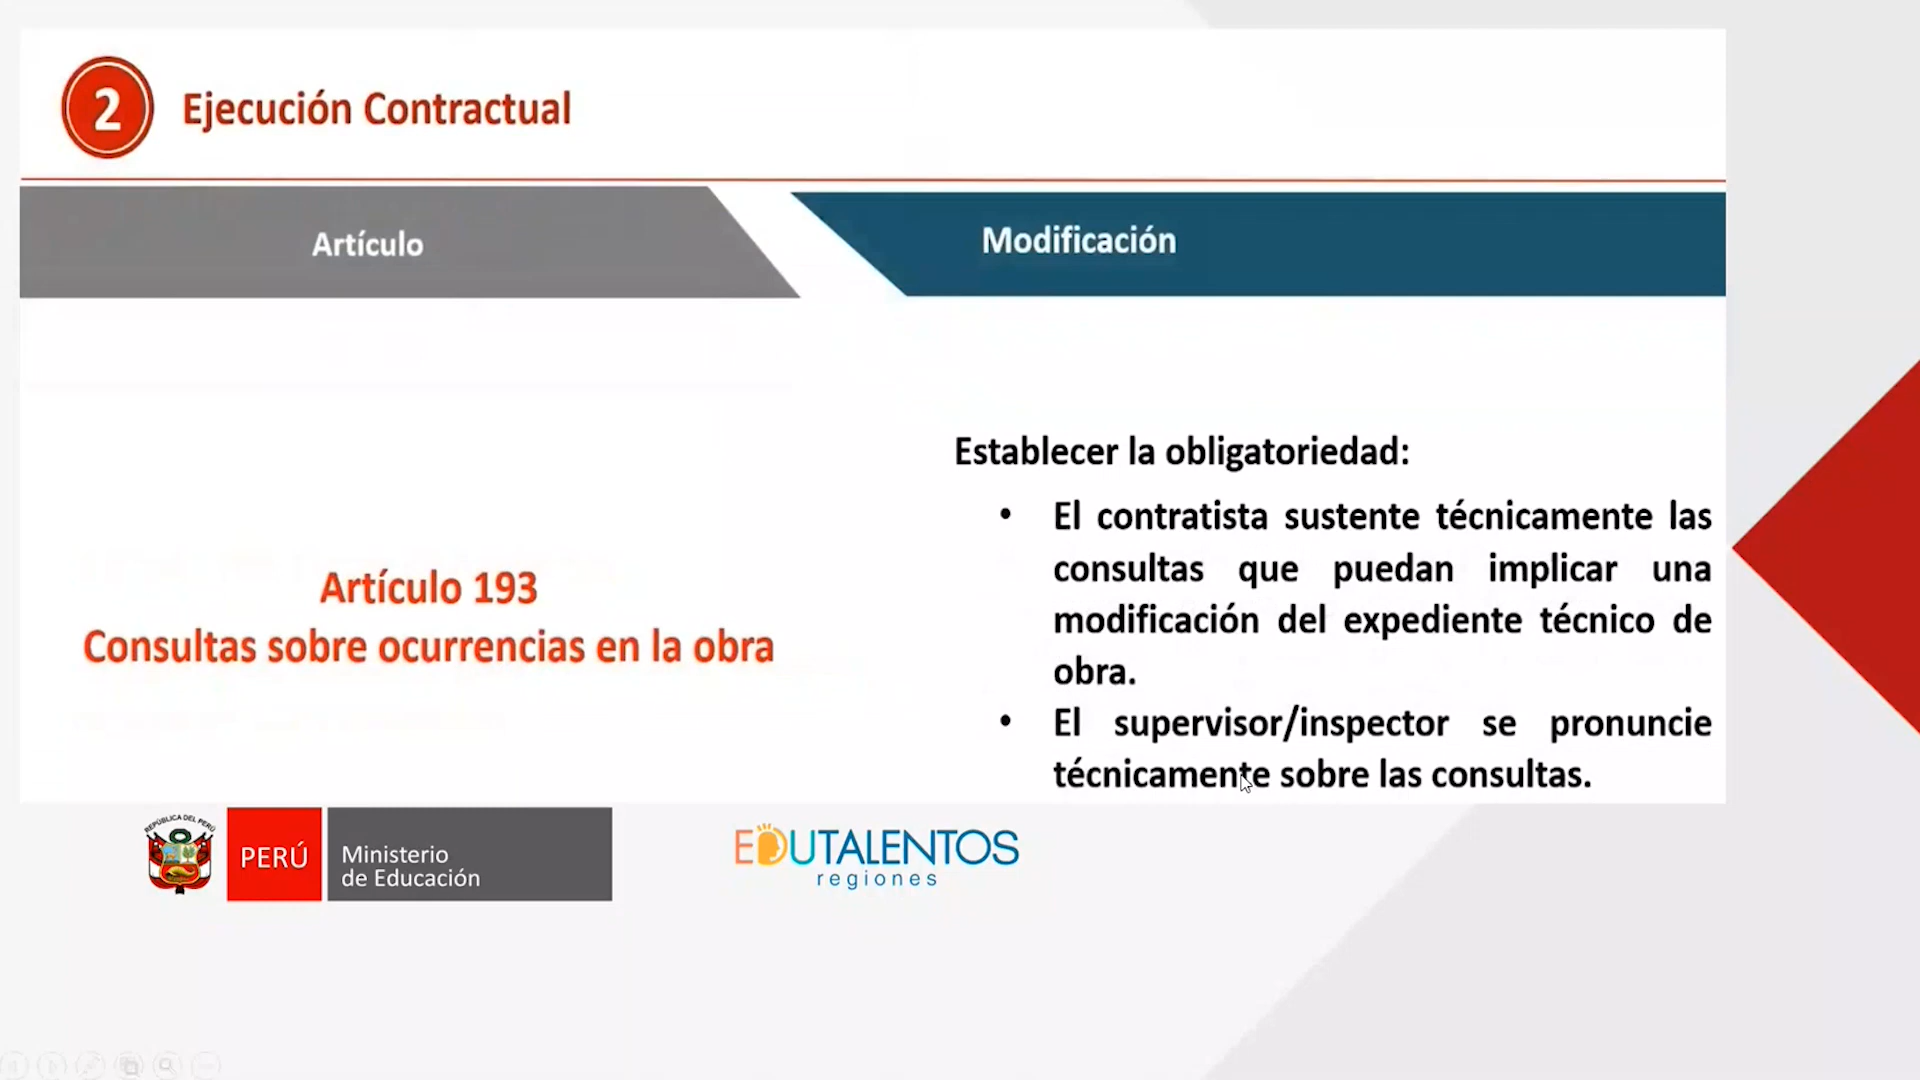 2
Ejecución Contractual
Artículo
Modificación
Artículo 193
Consultas sobre ocurrencias en la obra
Establecer la obligatoriedad:
• El contratista sustente técnicamente las
consultas que puedan implicar una
modificación del expediente técnico de
obra.
• El supervisor/inspector se pronuncie
técnicamente sobre las consultas.
REPÚBLICA DEL PERÚ
PERÚ
Ministerio
de Educación
EDUTALENTOS
regiones